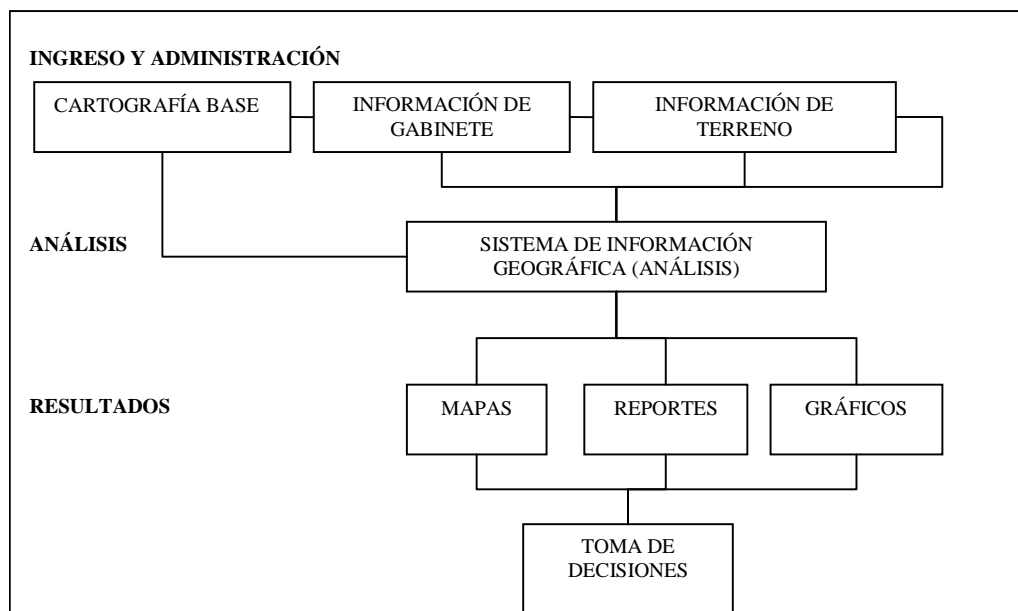 INGRESO Y ADMINISTRACIÓN
CARTOGRAFÍA BASE
INFORMACIÓN DE
GABINETE
INFORMACIÓN DE
TERRENO
ANÁLISIS
SISTEMA DE INFORMACIÓN
GEOGRÁFICA (ANÁLISIS)
RESULTADOS
MAPAS
REPORTES
GRÁFICOS
TOMA DE
DECISIONES